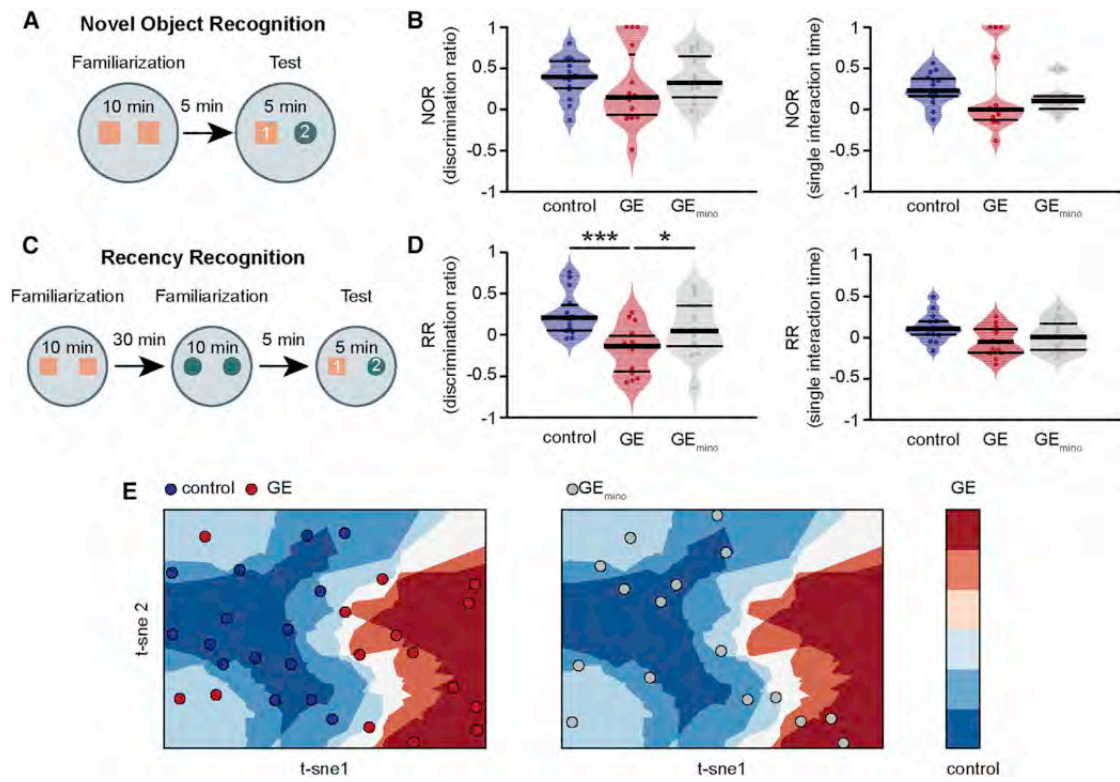 A
Novel Object Recognition
Familiarization
Test
10 min
5 min
5 min
1
2
B
NOR
(discrimination ratio)
1
0.5
0
-0.5
-1
control
GE
GEmino
NOR
(single interaction time)
1
0.5
0
-0.5
-1
control
GE
GEmino
C
Recency Recognition
Familiarization
Familiarization
Test
10 min
30 min
10 min
5 min
5 min
1
2
D
RR
(discrimination ratio)
1
0.5
0
-0.5
-1
***
*
control
GE
GEmino
RR
(single interaction time)
1
0.5
0
-0.5
-1
control
GE
GEmino
E
control
GE
t-sne 2
t-sne1
GEmino
t-sne1
GE
control